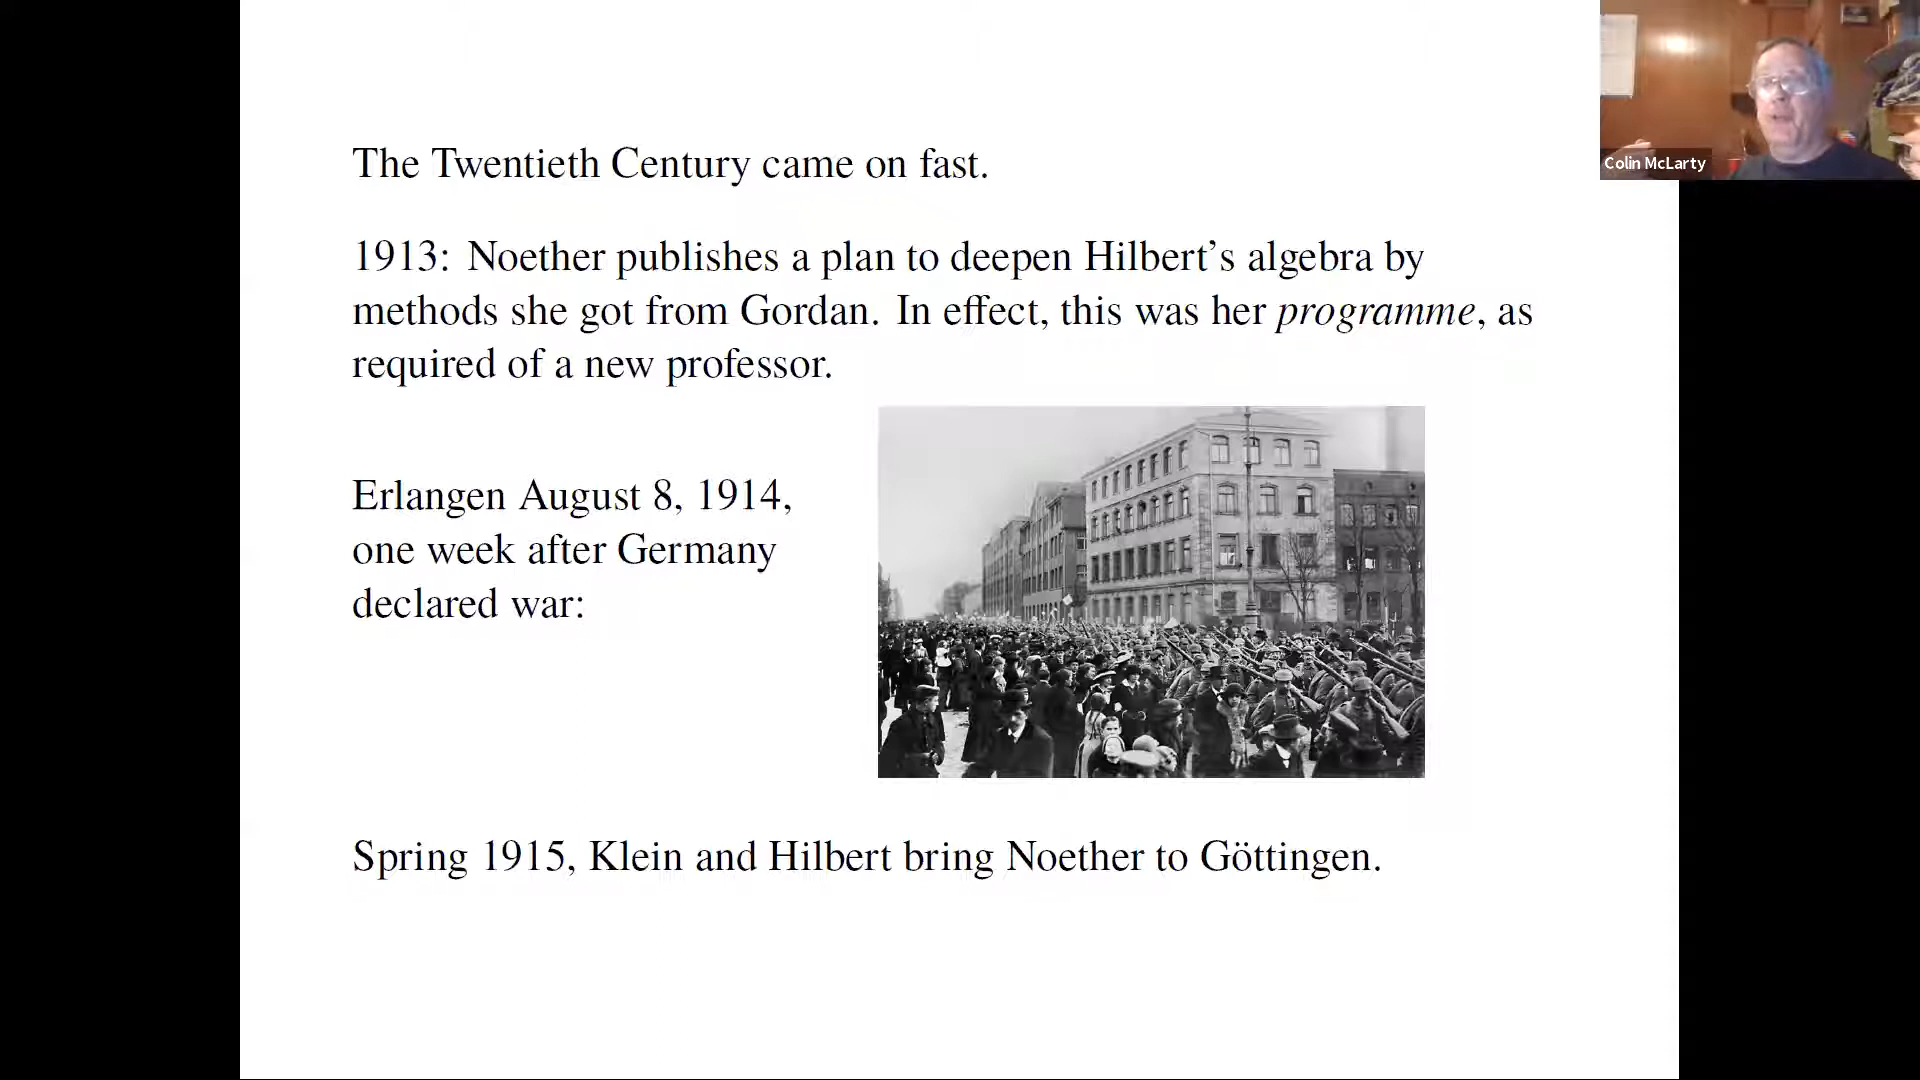 The Twentieth Century came on fast.
1913: Noether publishes a plan to deepen Hilbert's algebra by
methods she got from Gordan. In effect, this was her programme, as
required of a new professor.
Erlangen August 8, 1914,
one week after Germany
declared war:
Spring 1915, Klein and Hilbert bring Noether to Göttingen.
Colin McLarty